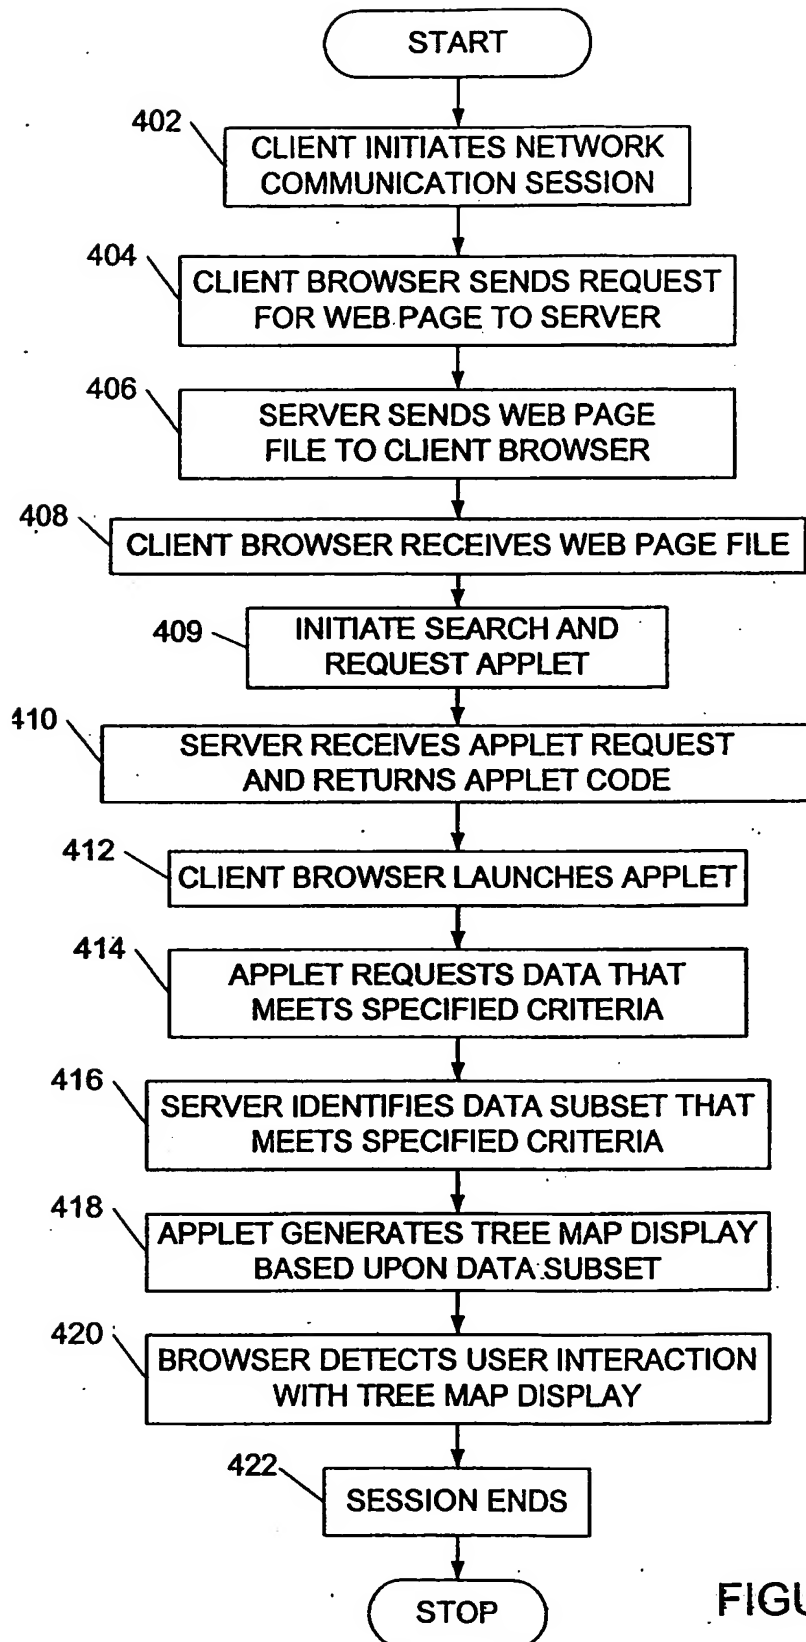 START
402
CLIENT INITIATES NETWORK
COMMUNICATION SESSION
404
CLIENT BROWSER SENDS REQUEST
FOR WEB PAGE TO SERVER
406
SERVER SENDS WEB PAGE
FILE TO CLIENT BROWSER
408
CLIENT BROWSER RECEIVES WEB PAGE FILE
409
INITIATE SEARCH AND
REQUEST APPLET
410
SERVER RECEIVES APPLET REQUEST
AND RETURNS APPLET CODE
412
CLIENT BROWSER LAUNCHES APPLET
414
APPLET REQUESTS DATA THAT
MEETS SPECIFIED CRITERIA
416
SERVER IDENTIFIES DATA SUBSET THAT
MEETS SPECIFIED CRITERIA
418
APPLET GENERATES TREE MAP DISPLAY
BASED UPON DATA SUBSET
420
BROWSER DETECTS USER INTERACTION
WITH TREE MAP DISPLAY
422
SESSION ENDS
STOP